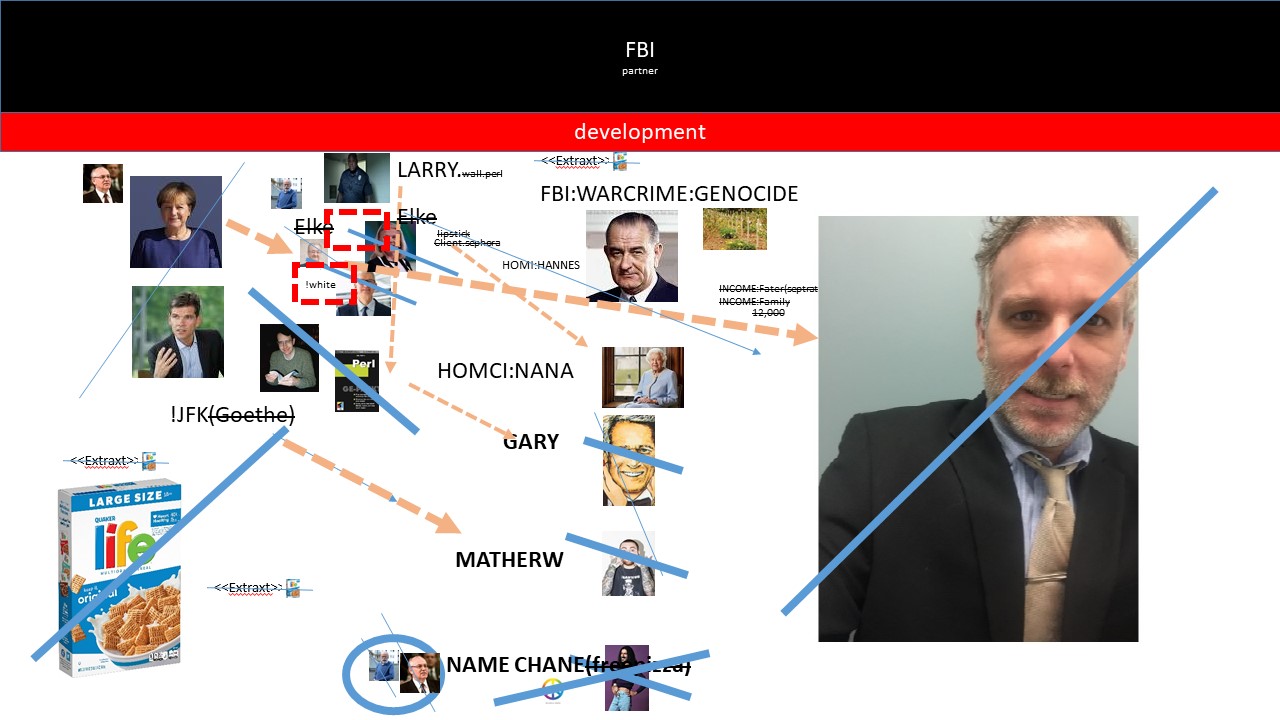 FBI
partner
development
<<Extraxt>>
LARRY.wall.perl
FBI:WARCRIME:GENOCIDE
Elke
Elke
lipstick
Client.sephora
HOMI:HANNES
!white
INCOME:Fater(septrat
INCOME:Family
12,000
Perl
HOMCI:NANA
!JFK(Goethe)
GARY
<<Extraxt>>
LARGE SIZE
QUAKER
life
original
MATHERW
<<Extraxt>>
NAME CHANE(freepizza)